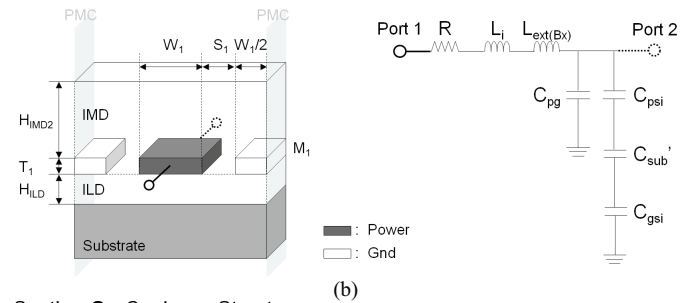 PMC
PMC
W1
S1
W1/2
HIMD2
IMD
T1
M1
HILD
ILD
Substrate
: Power
: Gnd
Port 1
R
Li
Lext(Bx)
Port 2
Cpg
Cpsi
Csub'
Cgsi
(b)